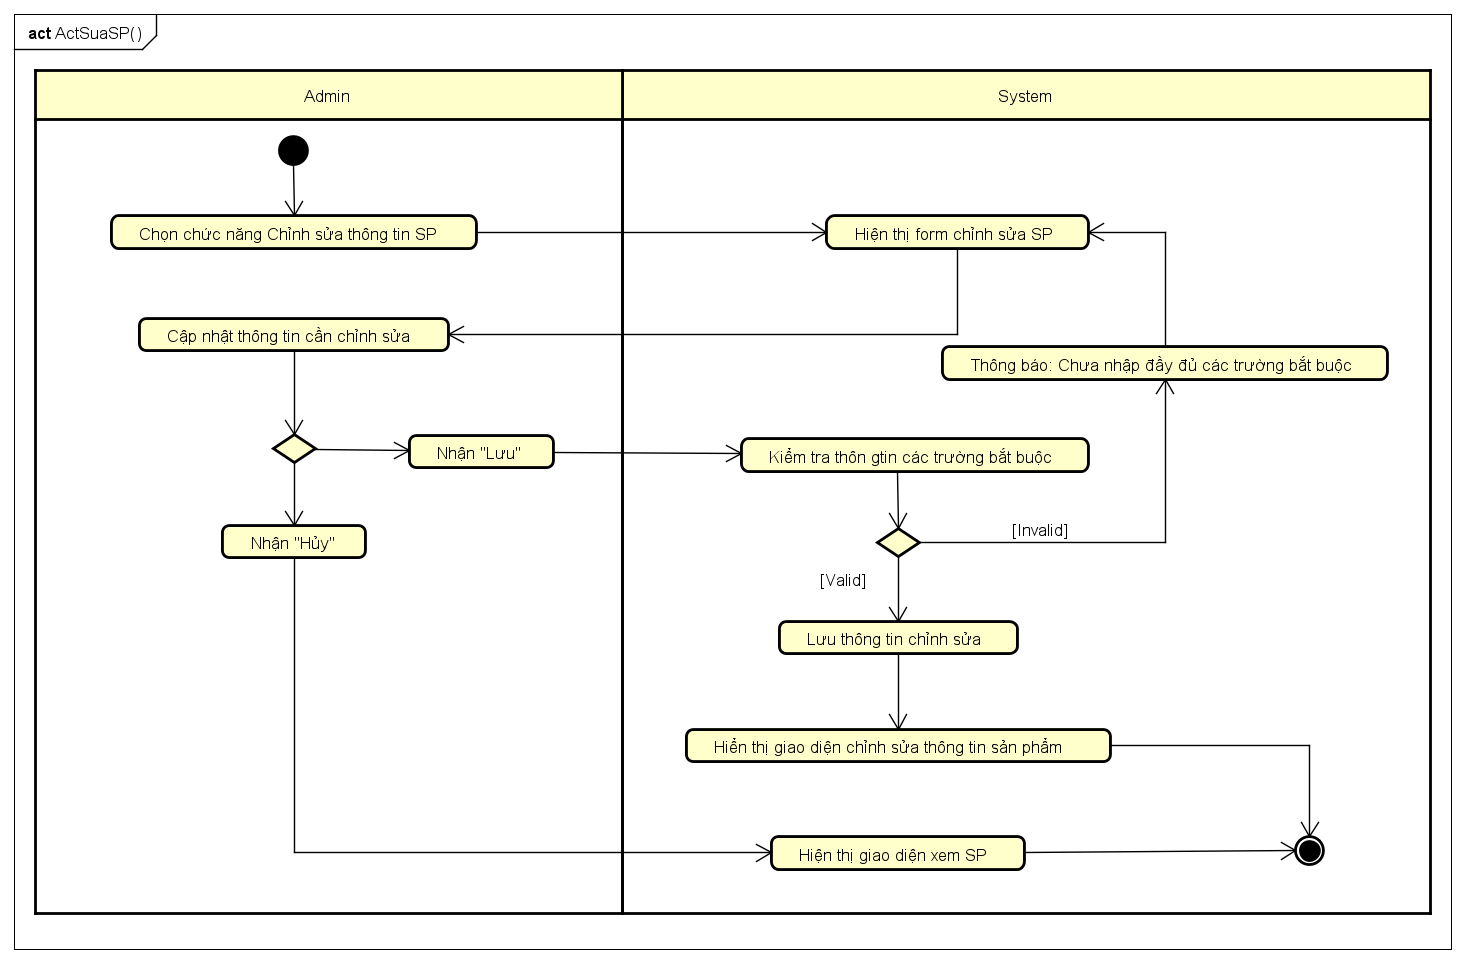 act ActSuaSP()
Admin
System
Chọn chức năng Chỉnh sửa thông tin SP
Hiện thị form chỉnh sửa SP
Cập nhật thông tin cần chỉnh sửa
Thông báo: Chưa nhập đầy đủ các trường bắt buộc
Nhận "Lưu"
Kiểm tra thôn gtin các trường bắt buộc
[Invalid]
Nhận "Hủy"
[Valid]
Lưu thông tin chỉnh sửa
Hiển thị giao diện chỉnh sửa thông tin sản phẩm
Hiện thị giao diện xem SP